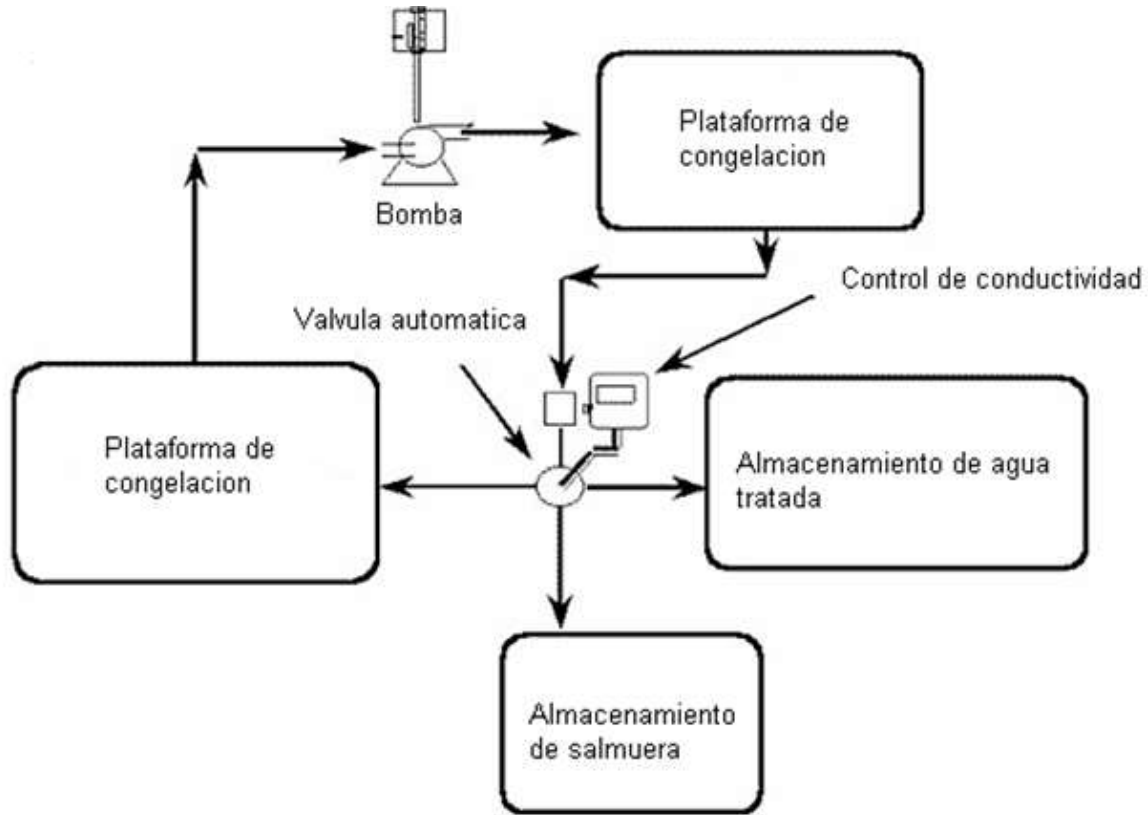 Plataforma de
congelacion
Bomba
Control de conductividad
Valvula automatica
Plataforma de
congelacion
Almacenamiento de agua
tratada
Almacenamiento
de salmuera